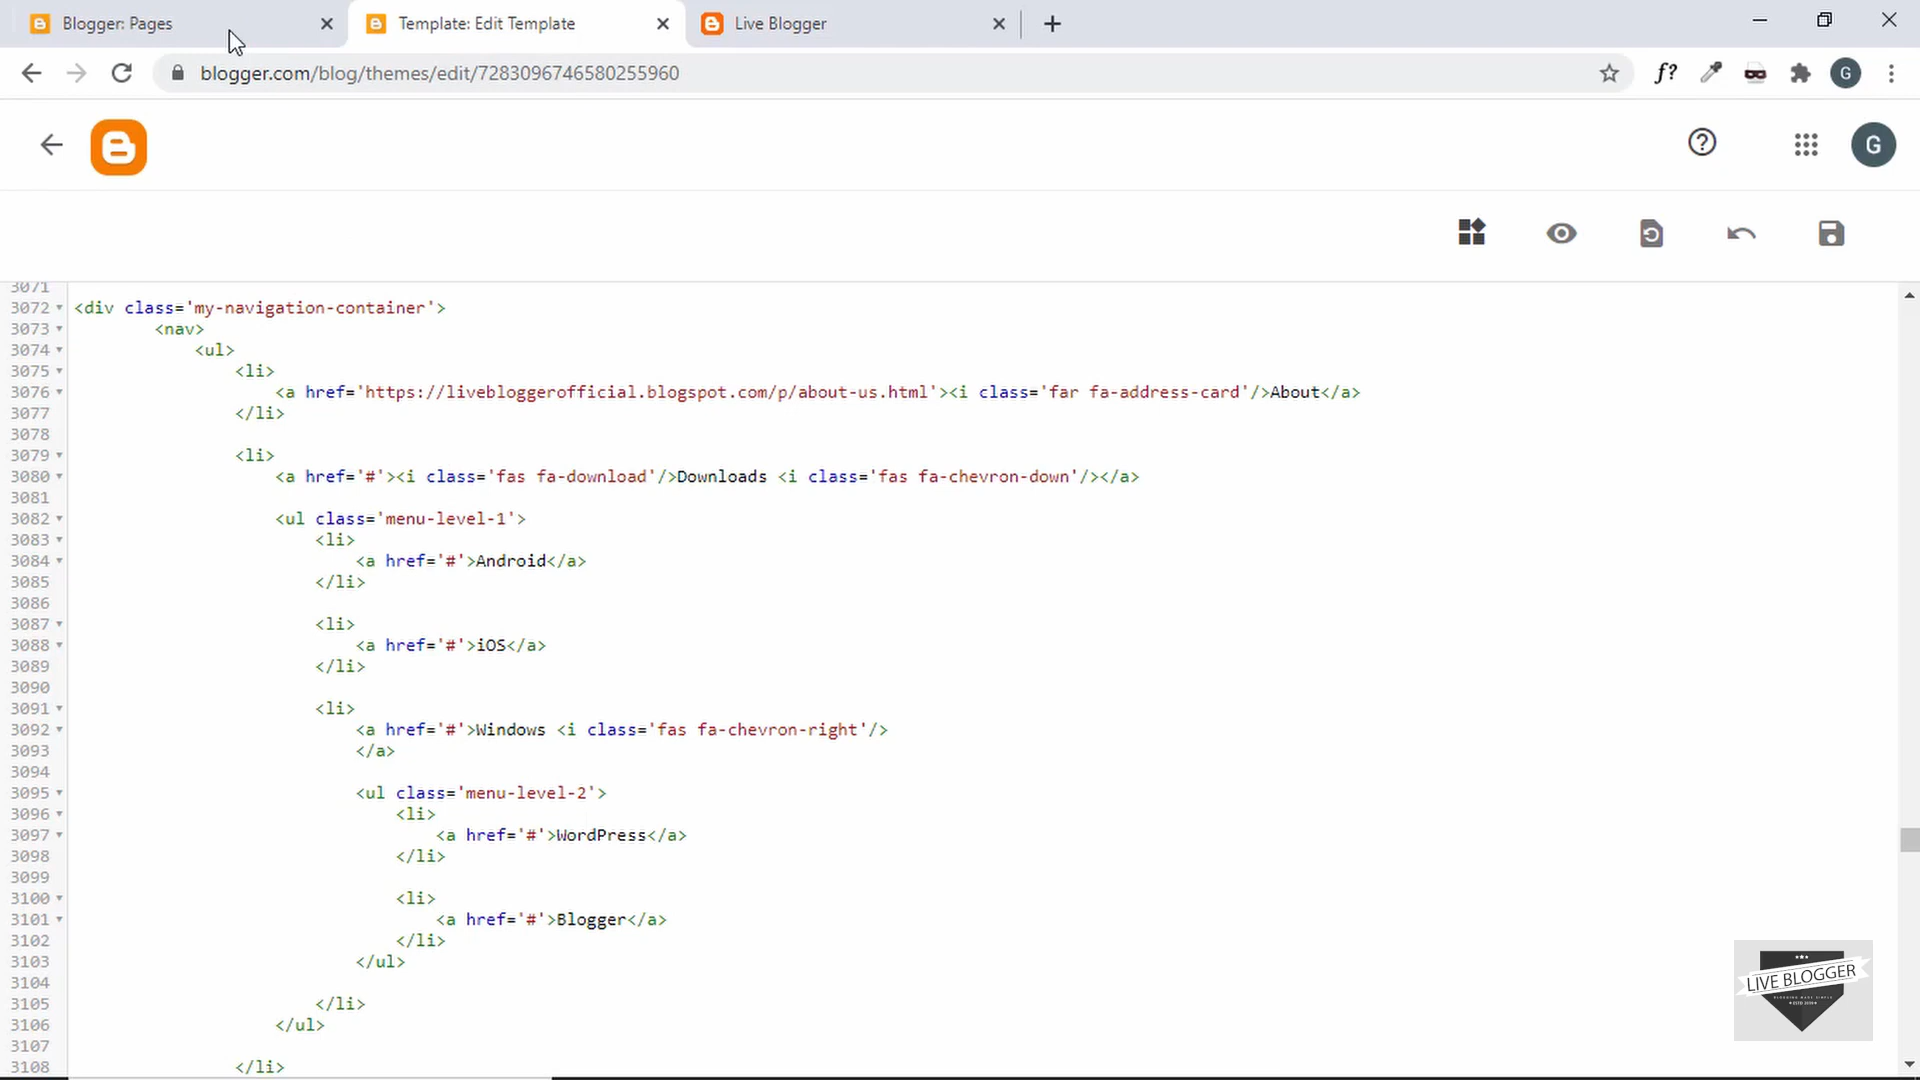 Blogger: Pages
Template: Edit Template
Live Blogger
blogger.com/blog/themes/edit/7283096746580255960
f?
G
G
3071
3072 <div class='my-navigation-container'>
3073 <nav>
3074 <ul>
3075 <li>
3076 <a href='https://livebloggerofficial.blogspot.com/p/about-us.html'><i class='far fa-address-card'/>About</a>
3077 </li>
3078
3079 <li>
3080 <a href='#'><i class='fas fa-download'/>Downloads <i class='fas fa-chevron-down'/></a>
3081
3082 <ul class='menu-level-1'>
3083 <li>
3084 <a href='#'>Android</a>
3085 </li>
3086
3087 <li>
3088 <a href='#'>iOS</a>
3089 </li>
3090
3091 <li>
3092 <a href='#'>Windows <i class='fas fa-chevron-right'/>
3093 </a>
3094
3095 <ul class='menu-level-2'>
3096 <li>
3097 <a href='#'>WordPress</a>
3098 </li>
3099
3100 <li>
3101 <a href='#'>Blogger</a>
3102 </li>
3103 </ul>
3104
3105 </li>
3106 </ul>
3107
3108 </li>
LIVE BLOGGER